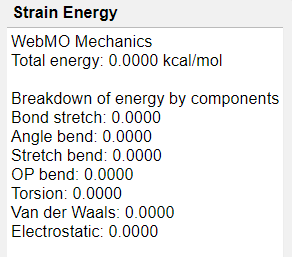 Strain Energy
WebMO Mechanics
Total energy: 0.0000 kcal/mol
Breakdown of energy by components
Bond stretch: 0.0000
Angle bend: 0.0000
Stretch bend: 0.0000
OP bend: 0.0000
Torsion: 0.0000
Van der Waals: 0.0000
Electrostatic: 0.0000